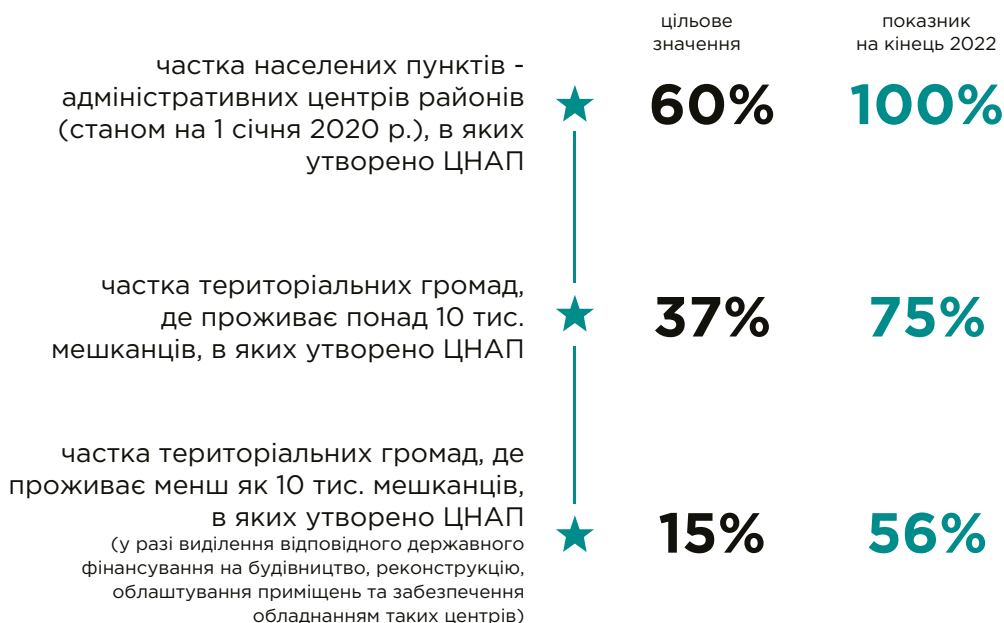 цільове
значення
показник
на кінець 2022
частка населених пунктів -
адміністративних центрів районів
(станом на 1 січня 2020 р.), в яких
утворено ЦНАП
60%
100%
частка територіальних громад,
де проживає понад 10 тис.
мешканців, в яких утворено ЦНАП
37%
75%
частка територіальних громад, де
проживає менш як 10 тис. мешканців,
в яких утворено ЦНАП
(у разі виділення відповідного державного
фінансування на будівництво, реконструкцію,
облаштування приміщень та забезпечення
обладнанням таких центрів)
15%
56%